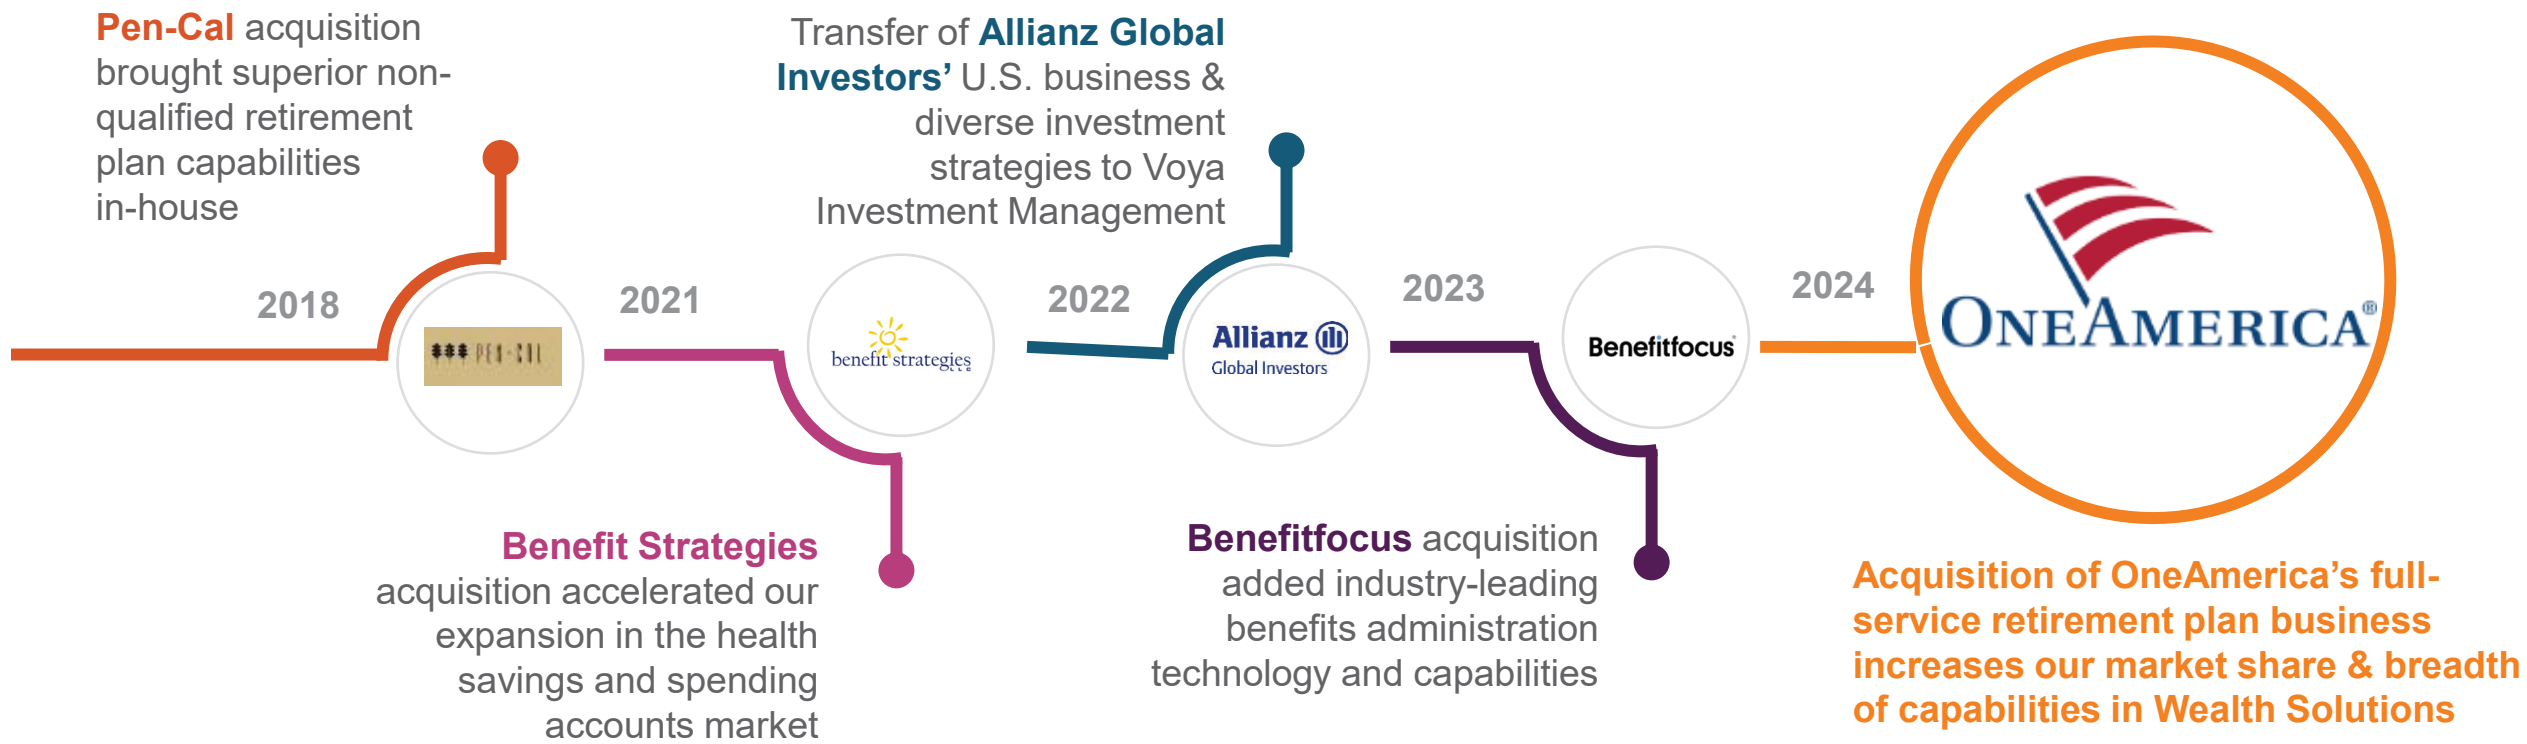 Pen-Cal acquisition
brought superior non-
qualified retirement
plan capabilities
in-house
2018
PEN-CAL
2021
benefit strategies
LLC
Benefit Strategies
acquisition accelerated our
expansion in the health
savings and spending
accounts market
Transfer of Allianz Global
Investors’ U.S. business &
diverse investment
strategies to Voya
Investment Management
2022
Allianz
Global Investors
2023
Benefitfocus
Benefitfocus acquisition
added industry-leading
benefits administration
technology and capabilities
2024
ONEAMERICA®
Acquisition of OneAmerica’s full-
service retirement plan business
increases our market share & breadth
of capabilities in Wealth Solutions